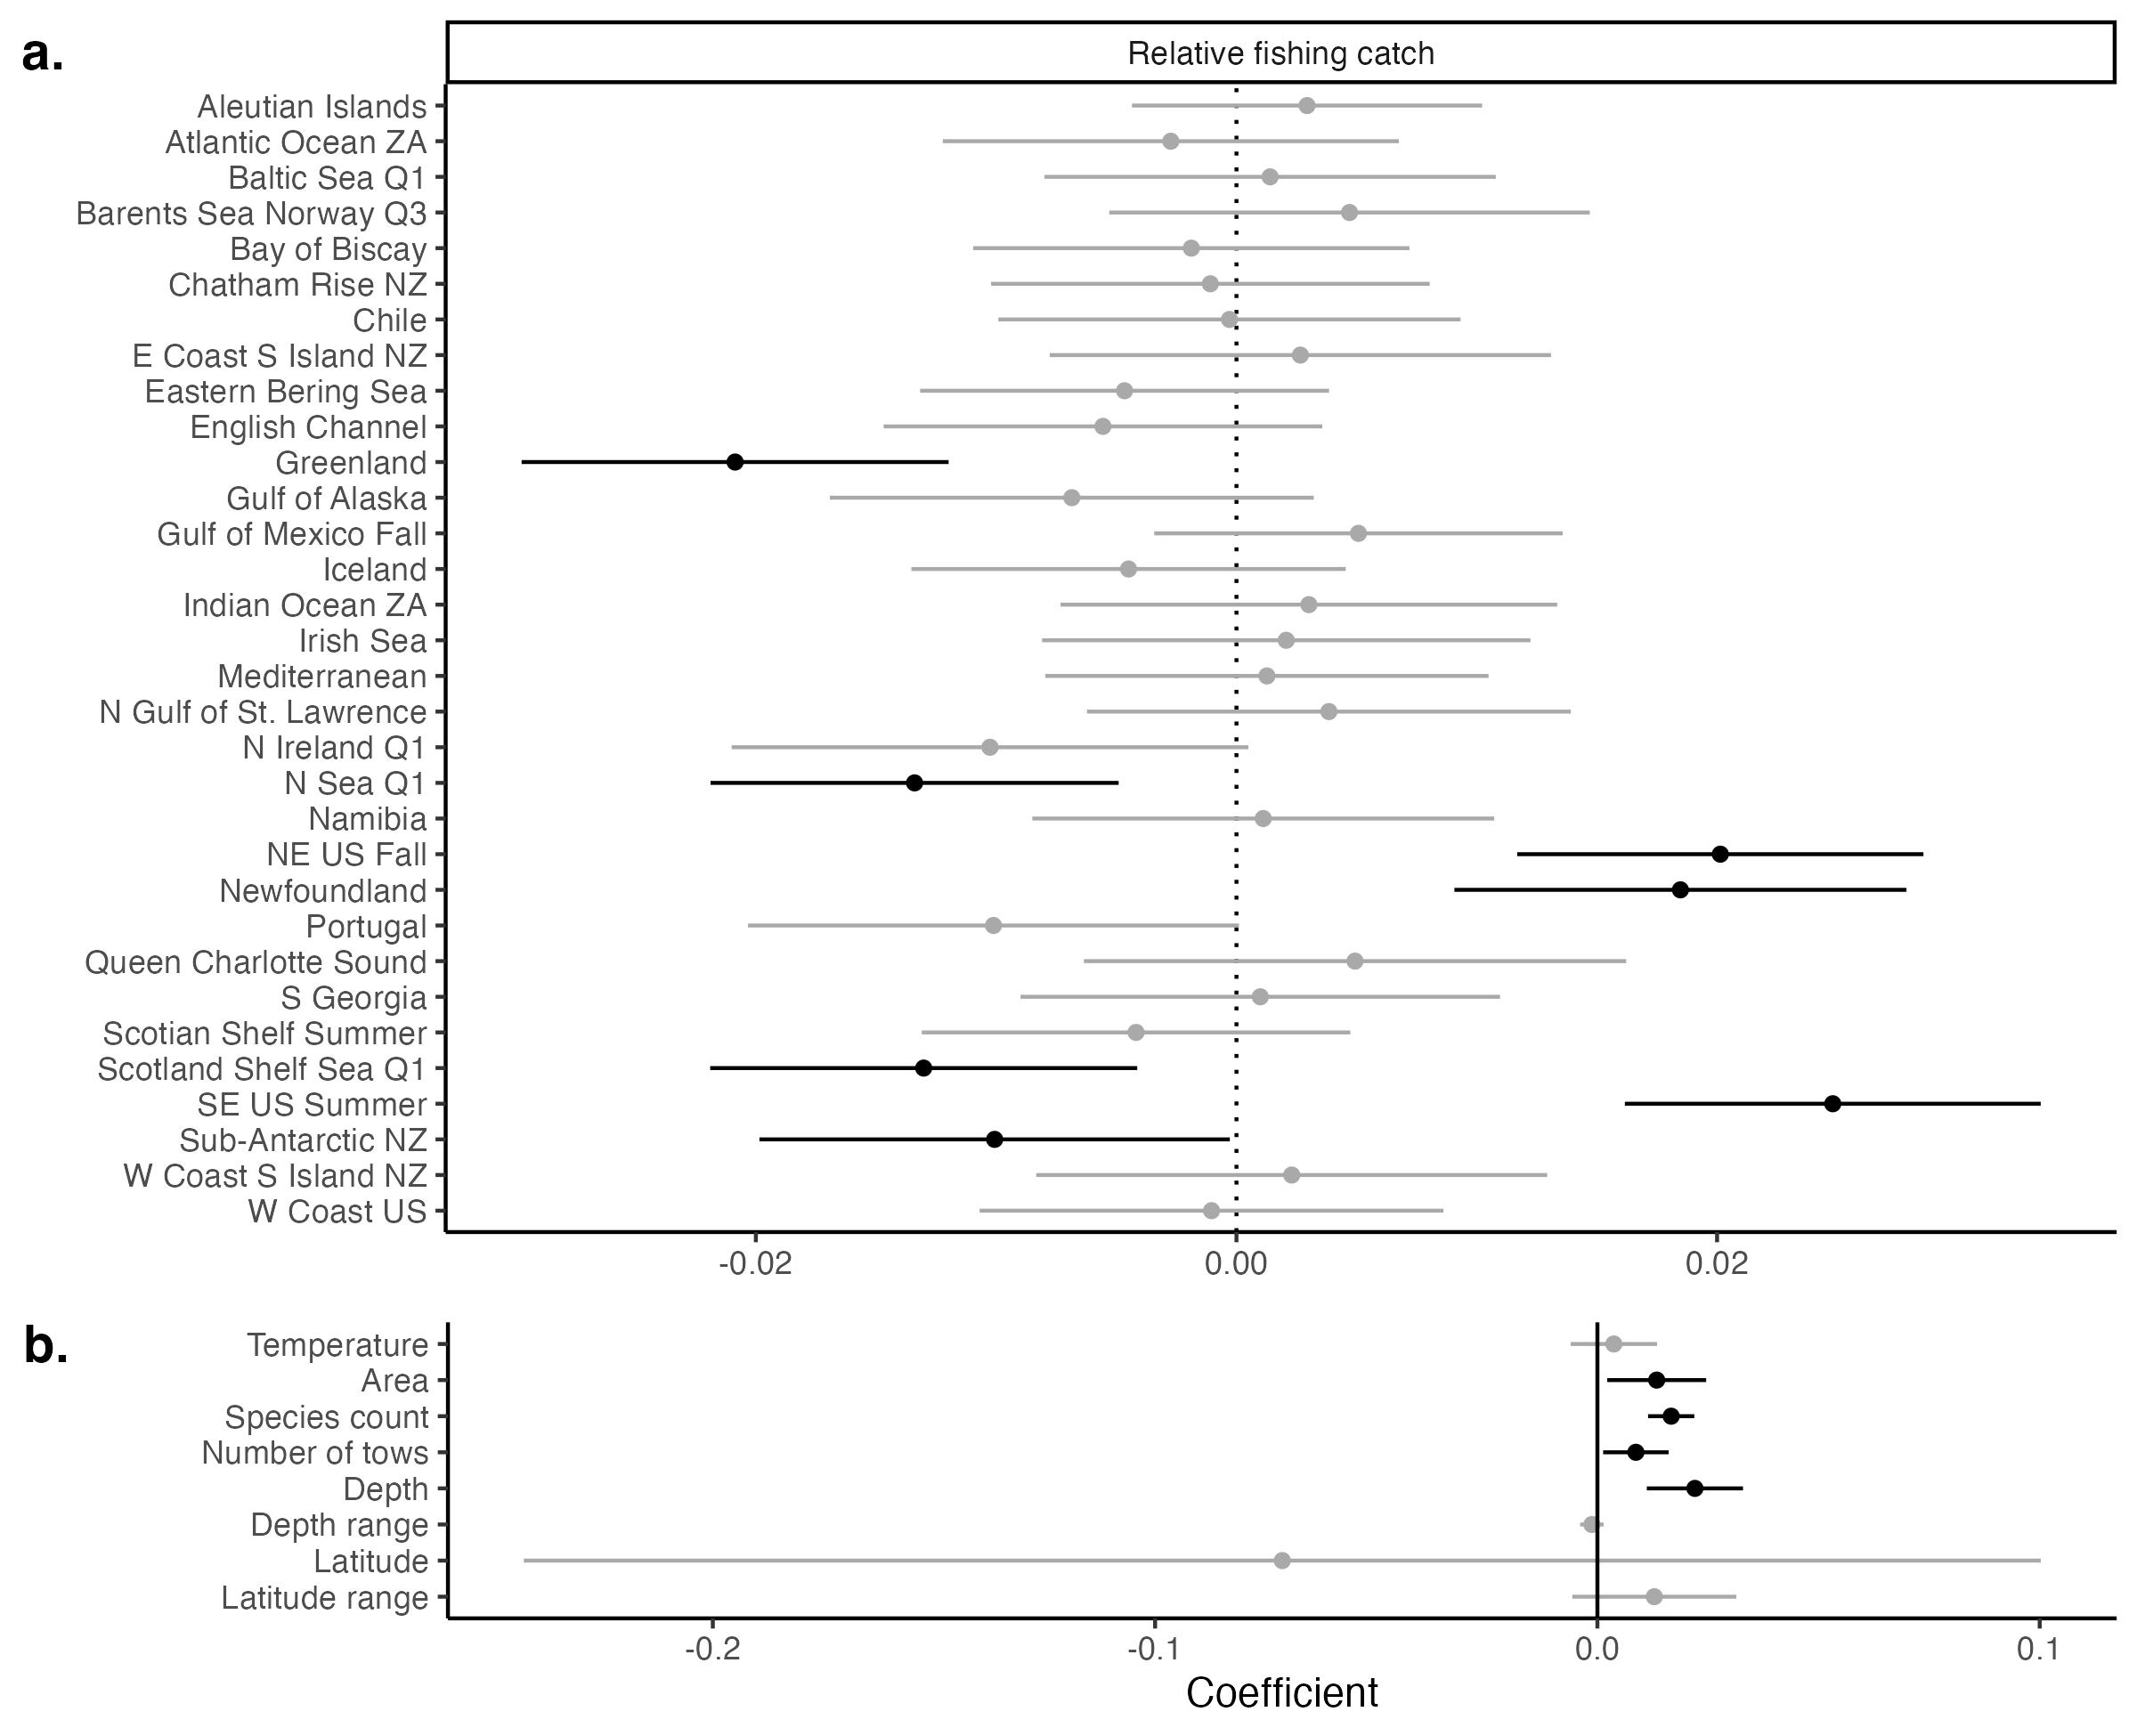 a.
Relative fishing catch
Aleutian Islands
Atlantic Ocean ZA
Baltic Sea Q1
Barents Sea Norway Q3
Bay of Biscay
Chatham Rise NZ
Chile
E Coast S Island NZ
Eastern Bering Sea
English Channel
Greenland
Gulf of Alaska
Gulf of Mexico Fall
Iceland
Indian Ocean ZA
Irish Sea
Mediterranean
N Gulf of St. Lawrence
N Ireland Q1
N Sea Q1
Namibia
NE US Fall
Newfoundland
Portugal
Queen Charlotte Sound
S Georgia
Scotian Shelf Summer
Scotland Shelf Sea Q1
SE US Summer
Sub-Antarctic NZ
W Coast S Island NZ
W Coast US
-0.02 0.00 0.02
b.
Temperature
Area
Species count
Number of tows
Depth
Depth range
Latitude
Latitude range
-0.2 -0.1 0.0 0.1
Coefficient